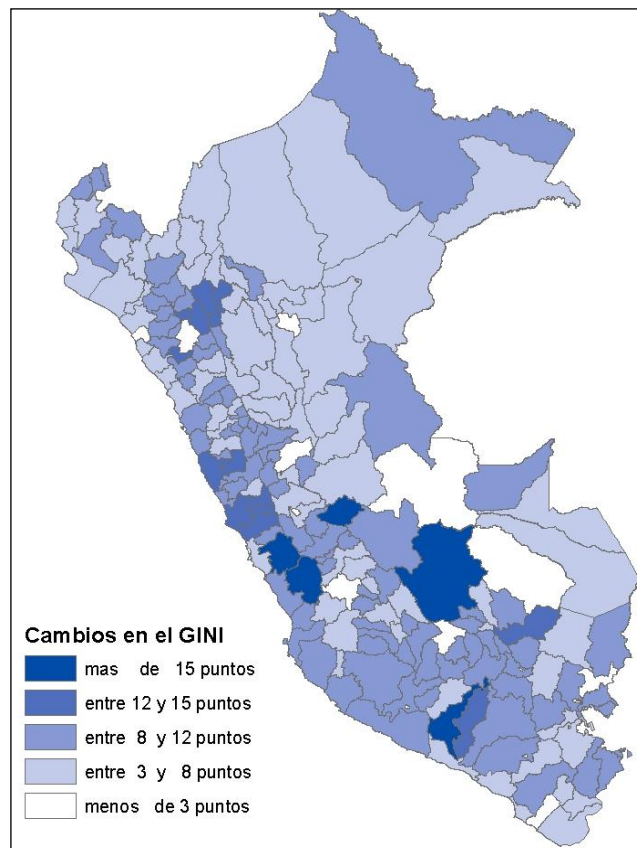 Cambios en el GINI
mas de 15 puntos
entre 12 y 15 puntos
entre 8 y 12 puntos
entre 3 y 8 puntos
menos de 3 puntos